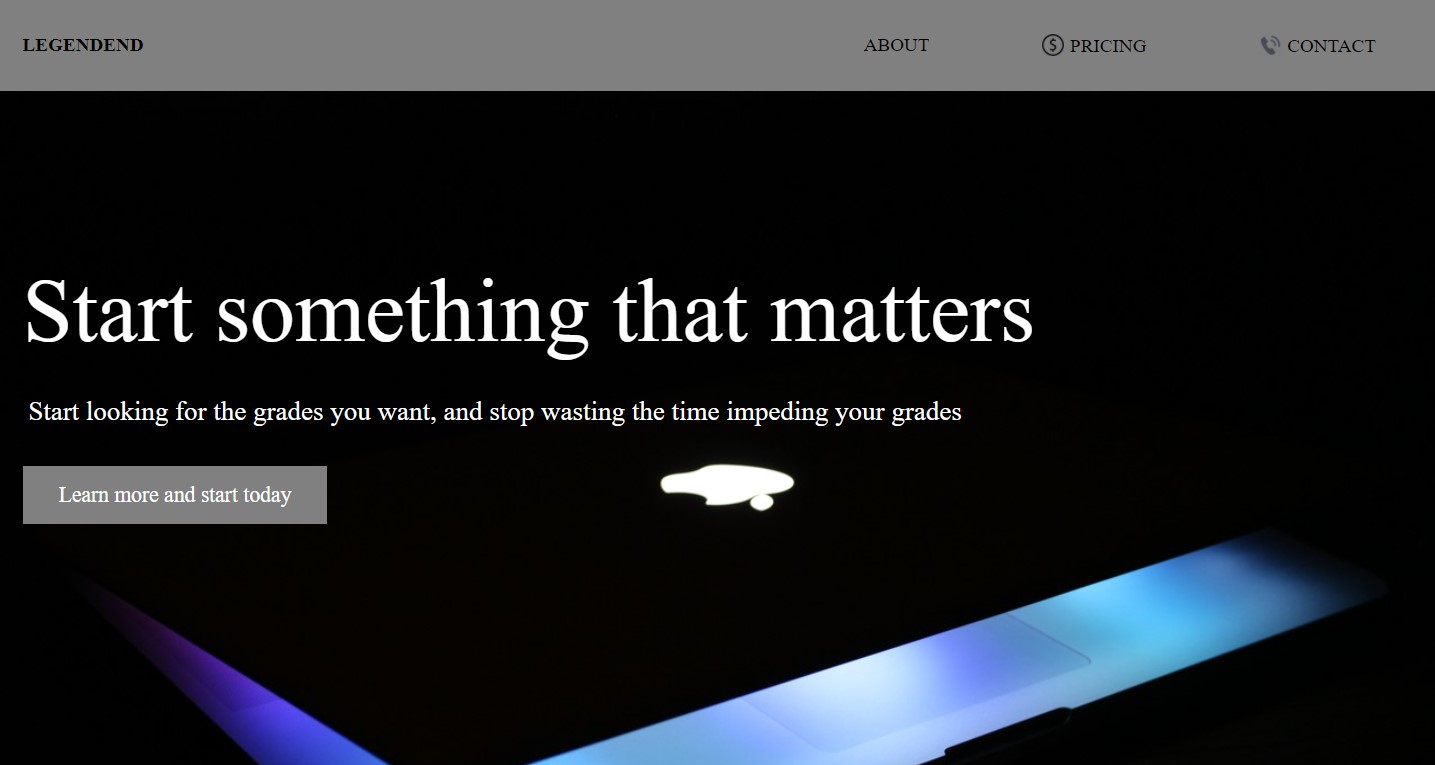 LEGENDEND
ABOUT
PRICING
CONTACT
Start something that matters
Start looking for the grades you want, and stop wasting the time impeding your grades
Learn more and start today